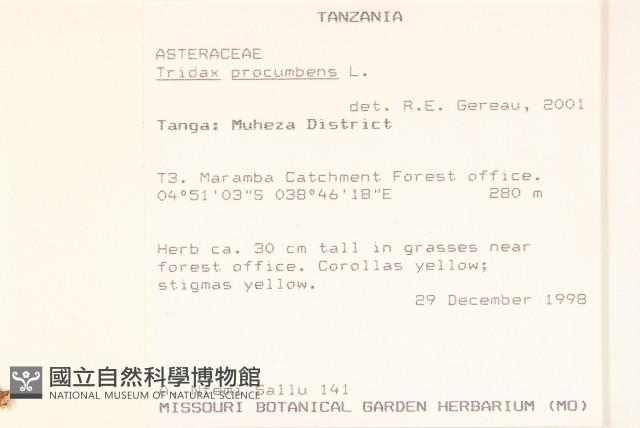 TANZANIA
ASTERACEAE
Tridax procumbens L.
det. R.E. Gereau, 2001
Tanga: Muheza District
T3. Maramba Catchment Forest office.
04°51'03"S 038°46'18"E 280 m
Herb ca. 30 cm tall in grasses near
forest office. Corollas yellow;
stigmas yellow.
29 December 1998
國立自然科學博物館
NATIONAL MUSEUM OF NATURAL SCIENCE
Sallu 141
MISSOURI BOTANICAL GARDEN HERBARIUM (MO)